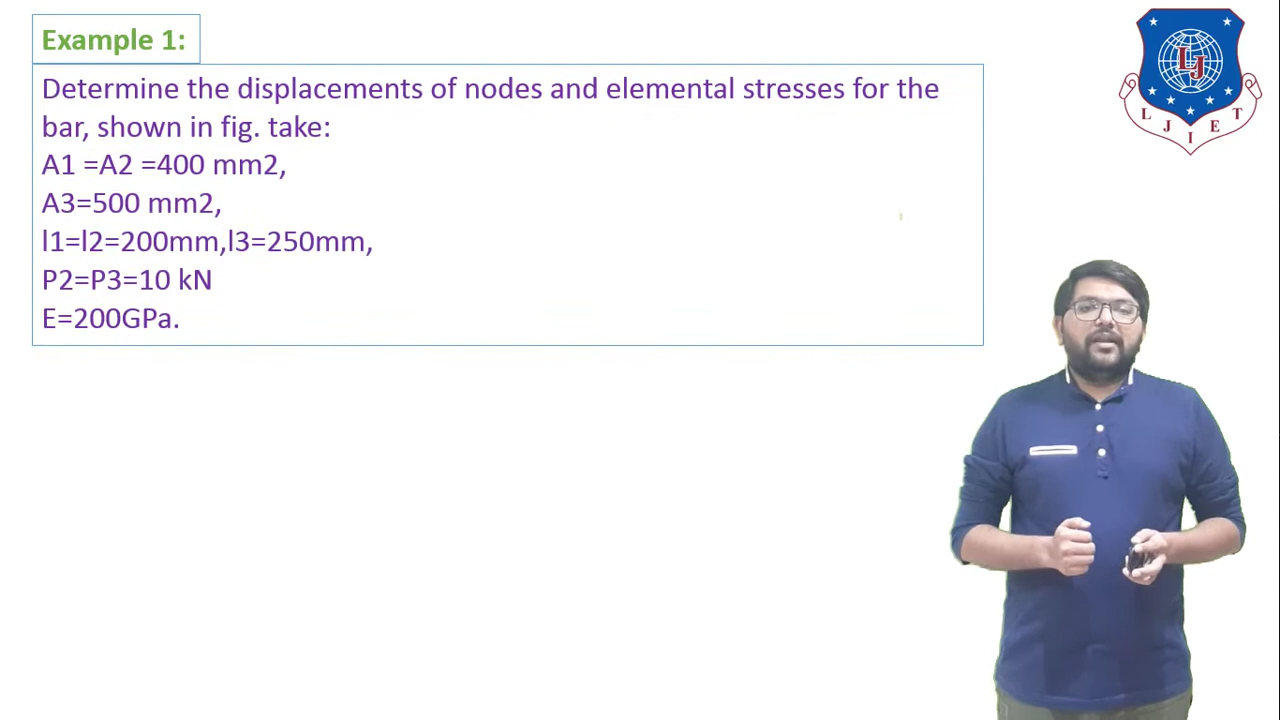 Example 1:
Determine the displacements of nodes and elemental stresses for the
bar, shown in fig. take:
A1 =A2 =400 mm2,
A3=500 mm2,
l1=l2=200mm,l3=250mm,
P2=P3=10 kN
E=200GPa.
LJ
L J I E T